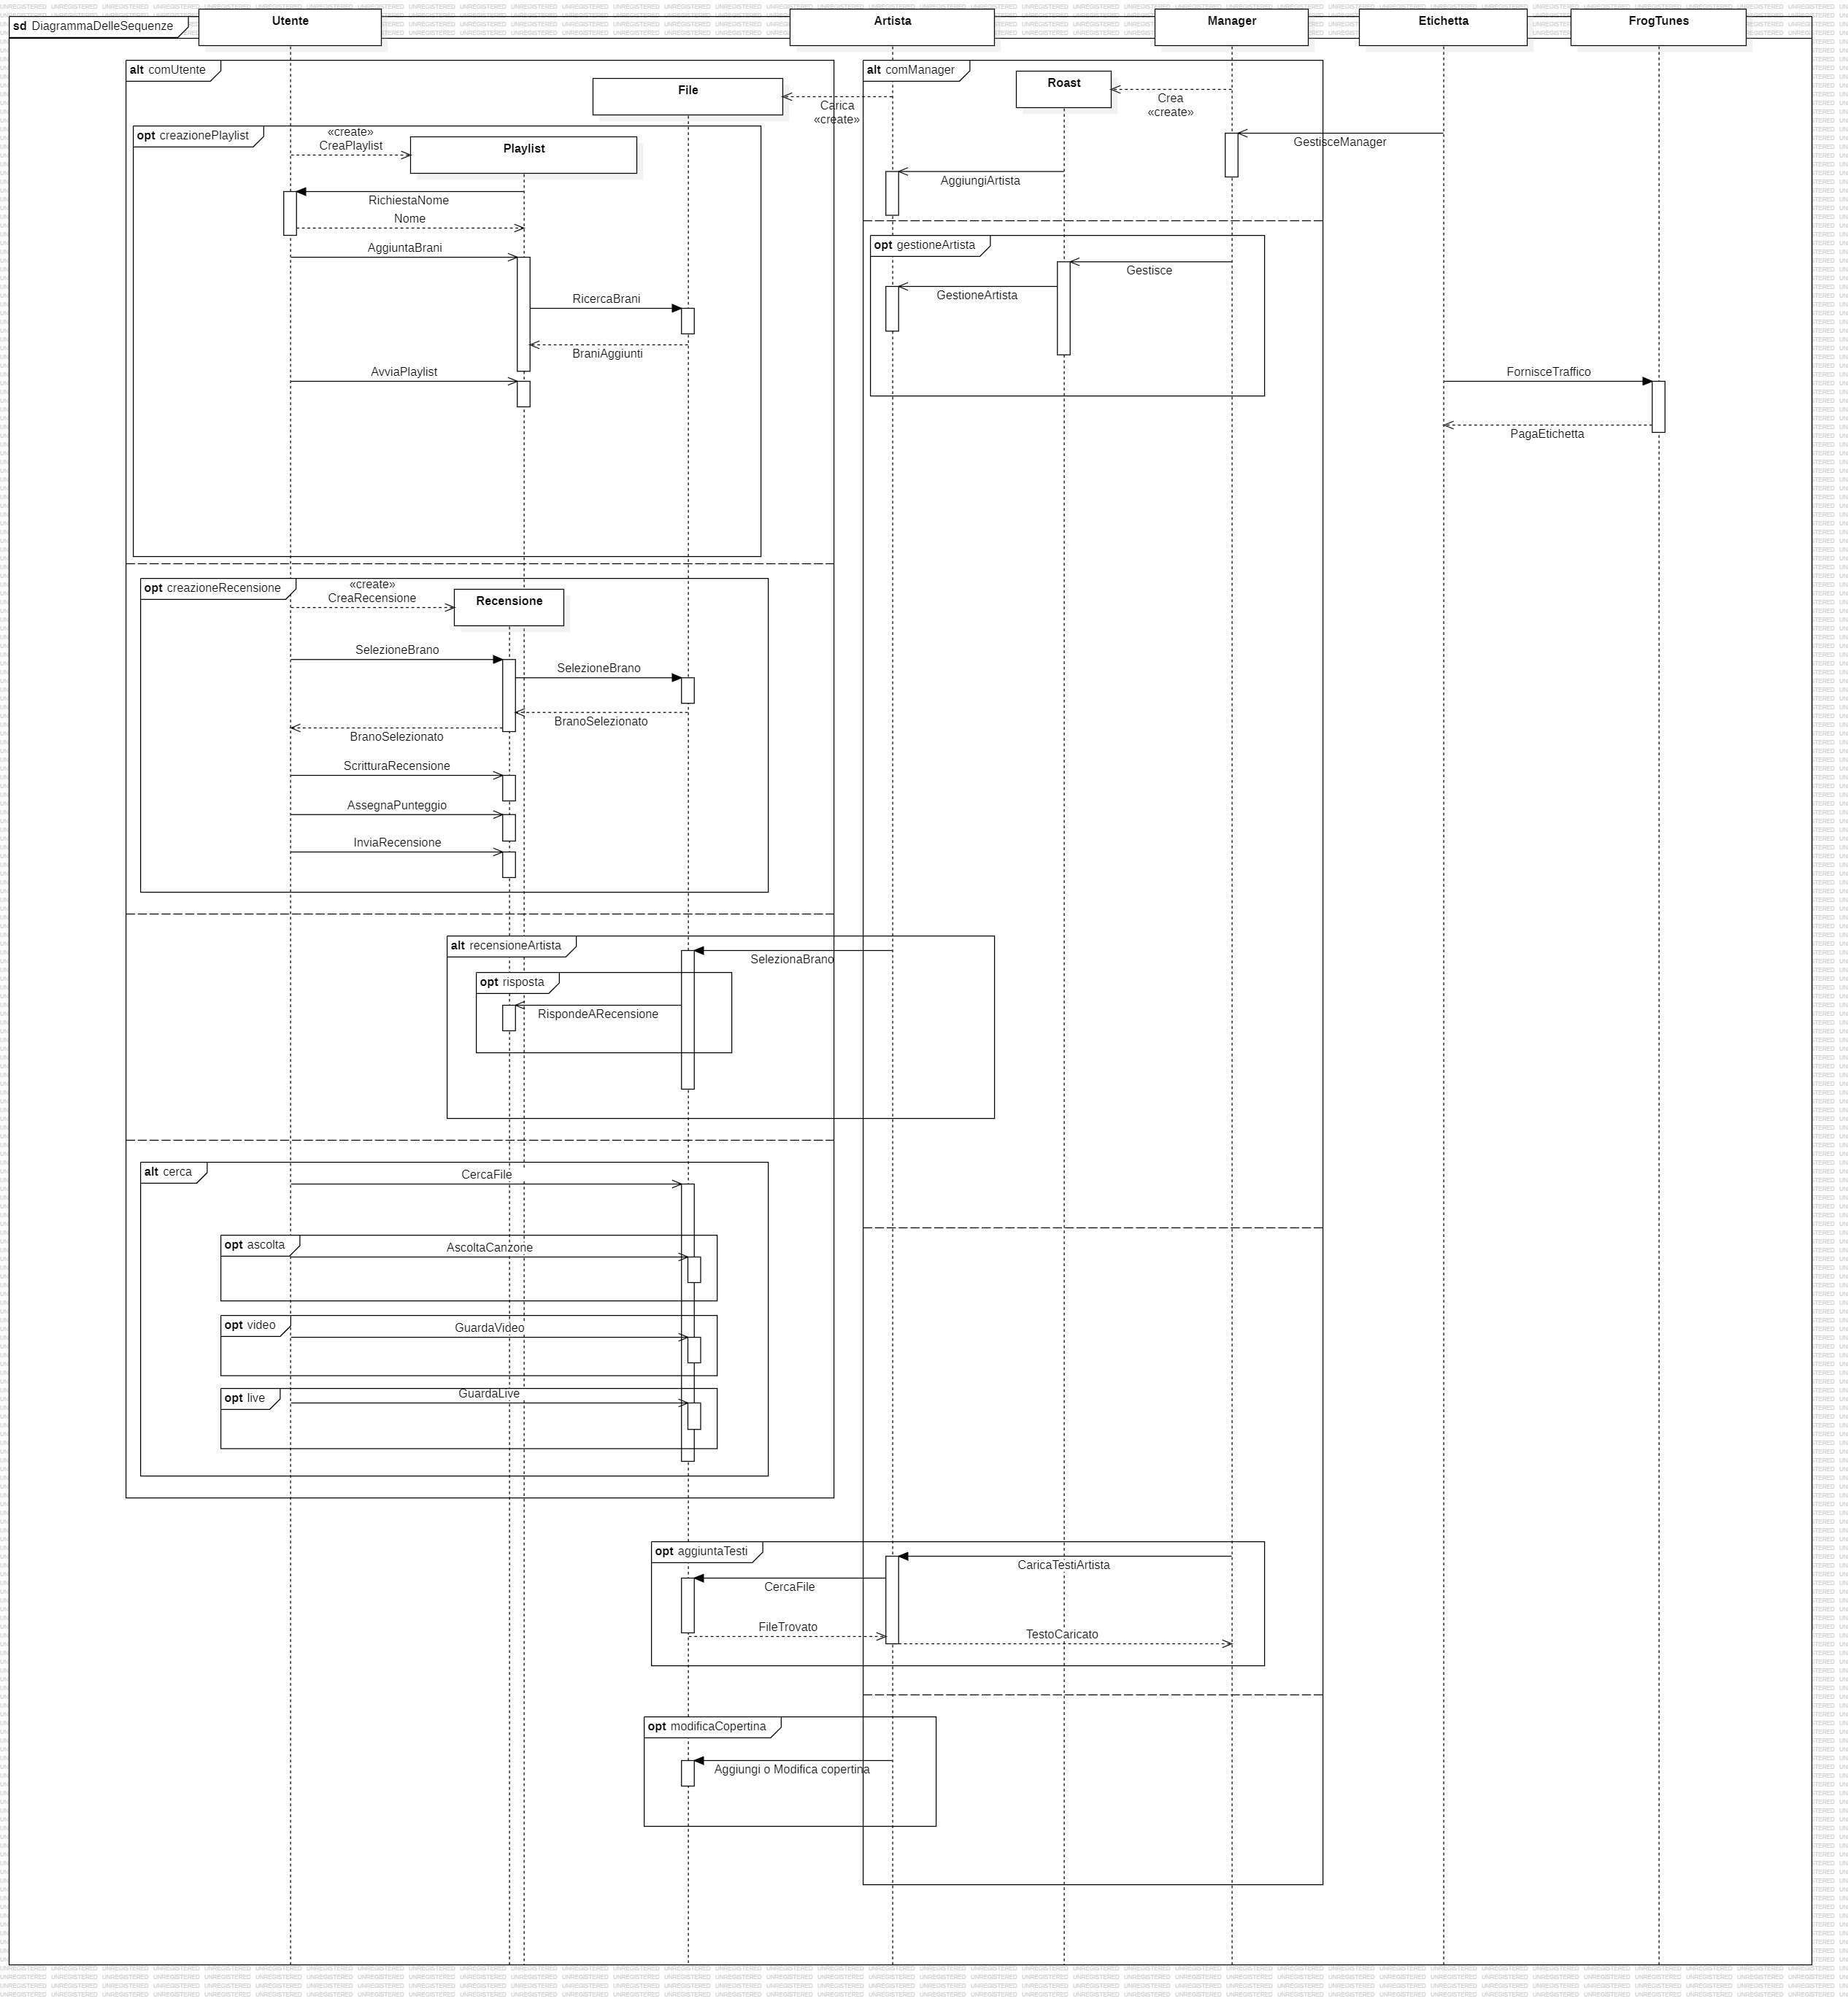 sd DiagrammaDelleSequenze
Utente
Artista
Manager
Etichetta
FrogTunes
alt comUtente
alt comManager
File
Roast
Carica
«create»
Crea
«create»
opt creazionePlaylist
«create»
CreaPlaylist
Playlist
GestisceManager
AggiungiArtista
RichiestaNome
Nome
AggiuntaBrani
opt gestioneArtista
Gestisce
GestioneArtista
RicercaBrani
BraniAggiunti
AvviaPlaylist
FornisceTraffico
PagaEtichetta
opt creazioneRecensione
«create»
CreaRecensione
Recensione
SelezioneBrano
SelezioneBrano
BranoSelezionato
BranoSelezionato
ScritturaRecensione
AssegnaPunteggio
InviaRecensione
alt recensioneArtista
SelezionaBrano
opt risposta
RispondeARecensione
alt cerca
CercaFile
opt ascolta
AscoltaCanzone
opt video
GuardaVideo
opt live
GuardaLive
opt aggiuntaTesti
CaricaTestiArtista
CercaFile
FileTrovato
TestoCaricato
opt modificaCopertina
Aggiungi o Modifica copertina